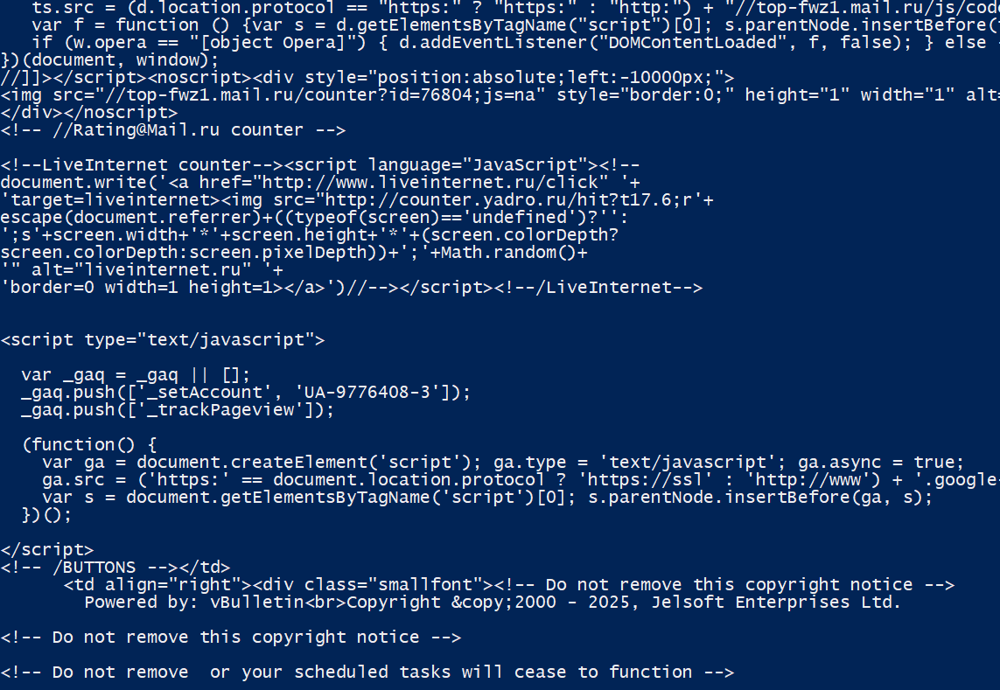 ts.src = (d.location.protocol == "https:" ? "https:" : "http:") + "//top-fwz1.mail.ru/js/cod
var f = function () {var s = d.getElementsByTagName("script")[0]; s.parentNode.insertBefore(
if (w.opera == "[object Opera]") { d.addEventListener("DOMContentLoaded", f, false); } else
})(document, window);
//]]></script><noscript><div style="position:absolute;left:-10000px;">
<img src="//top-fwz1.mail.ru/counter?id=76804;js=na" style="border:0;" height="1" width="1" alt=
</div></noscript>
<!-- //Rating@Mail.ru counter -->
<!--LiveInternet counter--><script language="JavaScript"><!--
document.write('<a href="http://www.liveinternet.ru/click" '+
'target=liveinternet><img src="http://counter.yadro.ru/hit?t17.6;r'+
escape(document.referrer)+((typeof(screen)=='undefined')?'':
';s'+screen.width+'*'+screen.height+'*'+(screen.colorDepth?
screen.colorDepth:screen.pixelDepth))+';'+Math.random()+
'" alt="liveinternet.ru" '+
'border=0 width=1 height=1></a>')//--></script><!--/LiveInternet-->
<script type="text/javascript">
var _gaq = _gaq || [];
_gaq.push(['_setAccount', 'UA-9776408-3']);
_gaq.push(['_trackPageview']);
(function() {
var ga = document.createElement('script'); ga.type = 'text/javascript'; ga.async = true;
ga.src = ('https:' == document.location.protocol ? 'https://ssl' : 'http://www') + '.google-
var s = document.getElementsByTagName('script')[0]; s.parentNode.insertBefore(ga, s);
})();
</script>
<!-- /BUTTONS --></td>
<td align="right"><div class="smallfont"><!-- Do not remove this copyright notice -->
Powered by: vBulletin<br>Copyright &copy;2000 - 2025, Jelsoft Enterprises Ltd.
<!-- Do not remove this copyright notice -->
<!-- Do not remove  or your scheduled tasks will cease to function -->